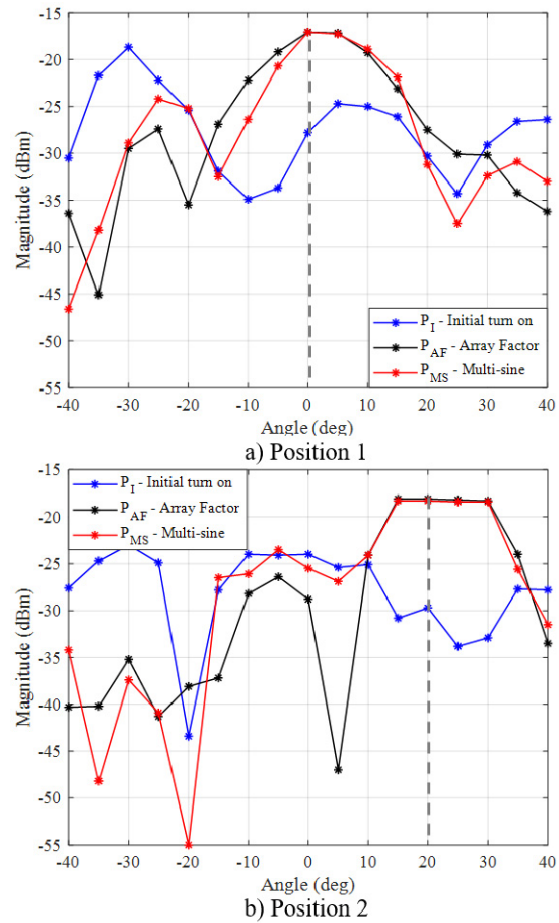 -15
-20
-25
-30
-35
-40
-45
-50
-55
Magnitude (dBm)
P_I - Initial turn on
P_AF - Array Factor
P_MS - Multi-sine
-40 -30 -20 -10 0 10 20 30 40
Angle (deg)
a) Position 1
-15
-20
-25
-30
-35
-40
-45
-50
-55
Magnitude (dBm)
P_I - Initial turn on
P_AF - Array Factor
P_MS - Multi-sine
-40 -30 -20 -10 0 10 20 30 40
Angle (deg)
b) Position 2